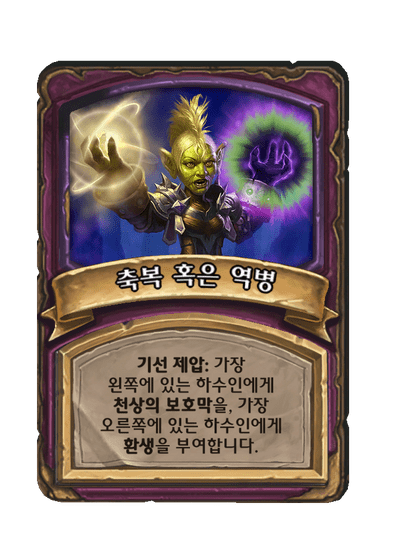 축복 혹은 역병
기선 제압: 가장
왼쪽에 있는 하수인에게
천상의 보호막을, 가장
오른쪽에 있는 하수인에게
환생을 부여합니다.